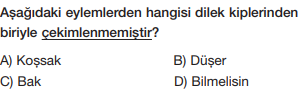 Aşağıdaki eylemlerden hangisi dilek kiplerinden
biriyle çekimlenmemiştir?
A) Koşsak B) Düşer
C) Bak D) Bilmelisin